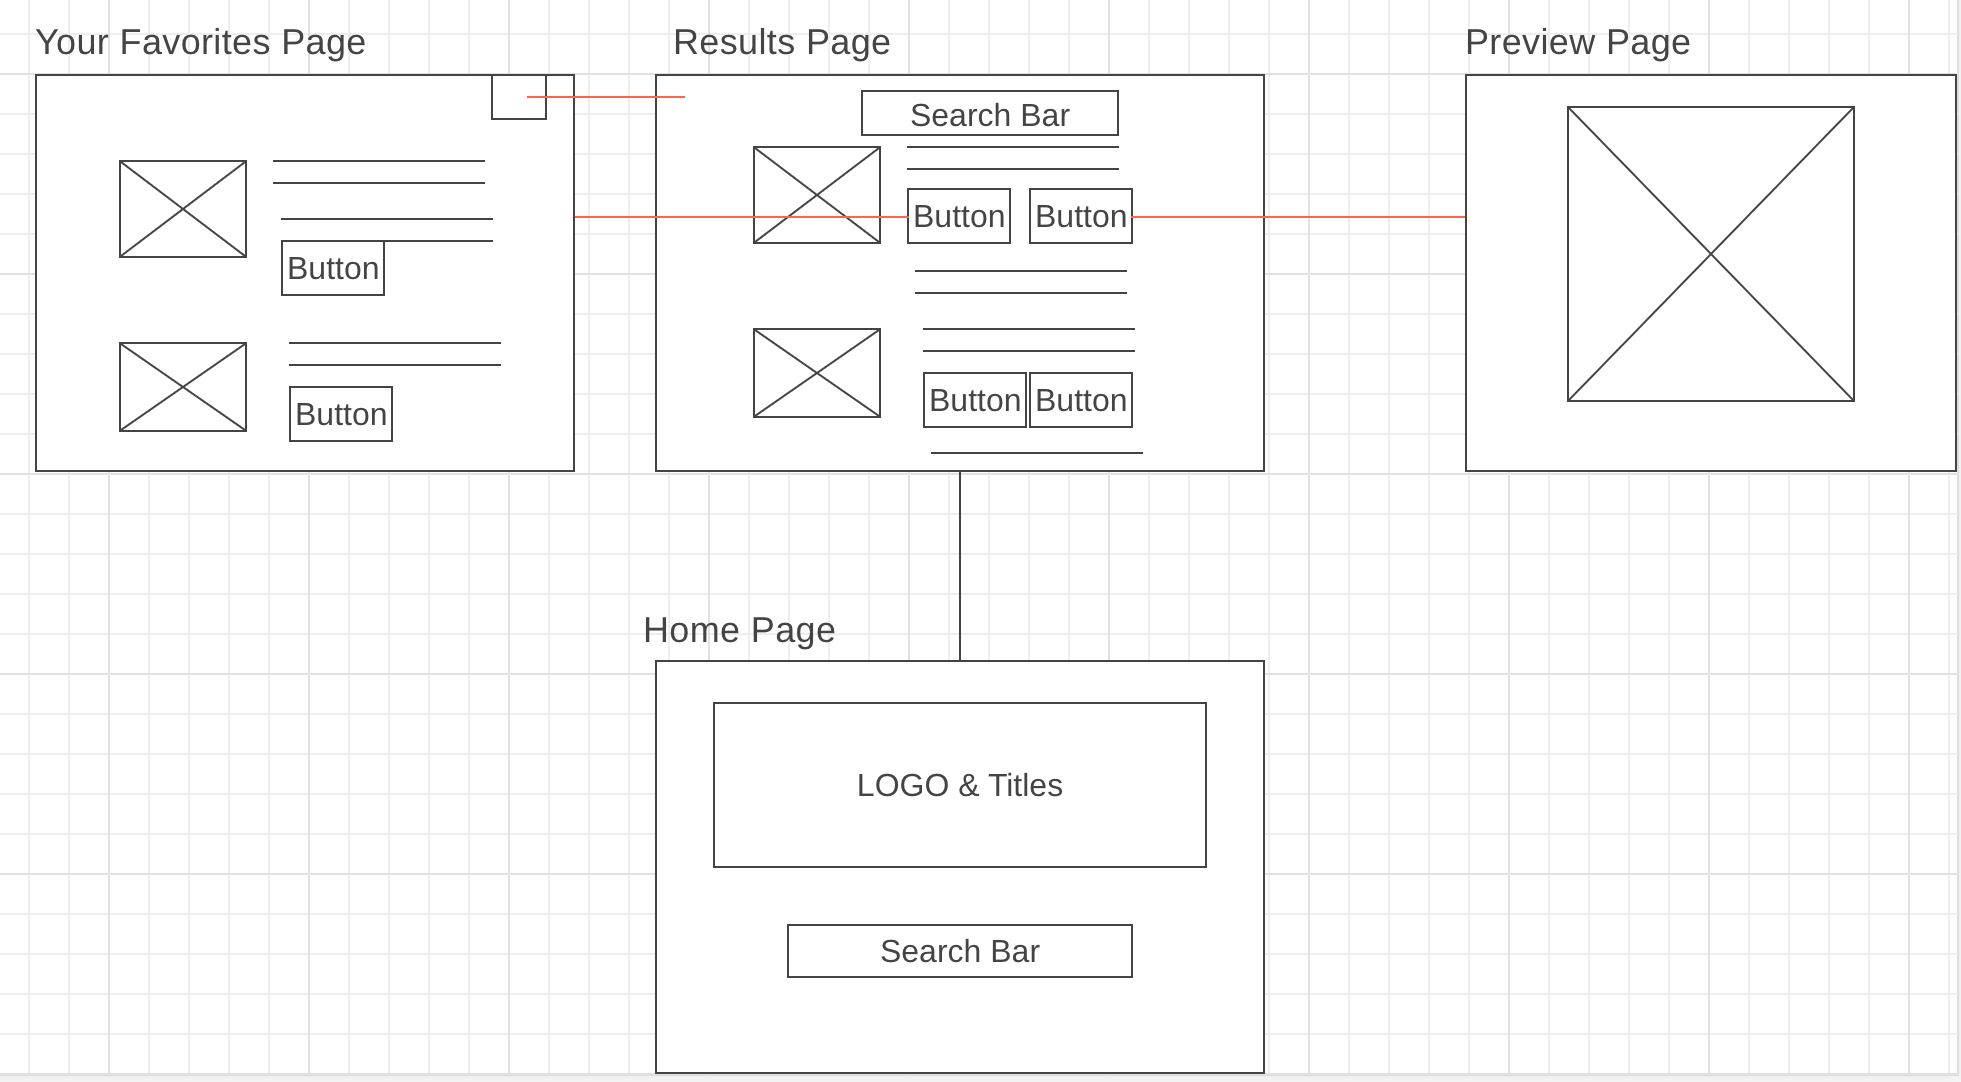 Your Favorites Page
Results Page
Preview Page
Search Bar
Button
Button
Button
Button
Button
Button
Home Page
LOGO & Titles
Search Bar